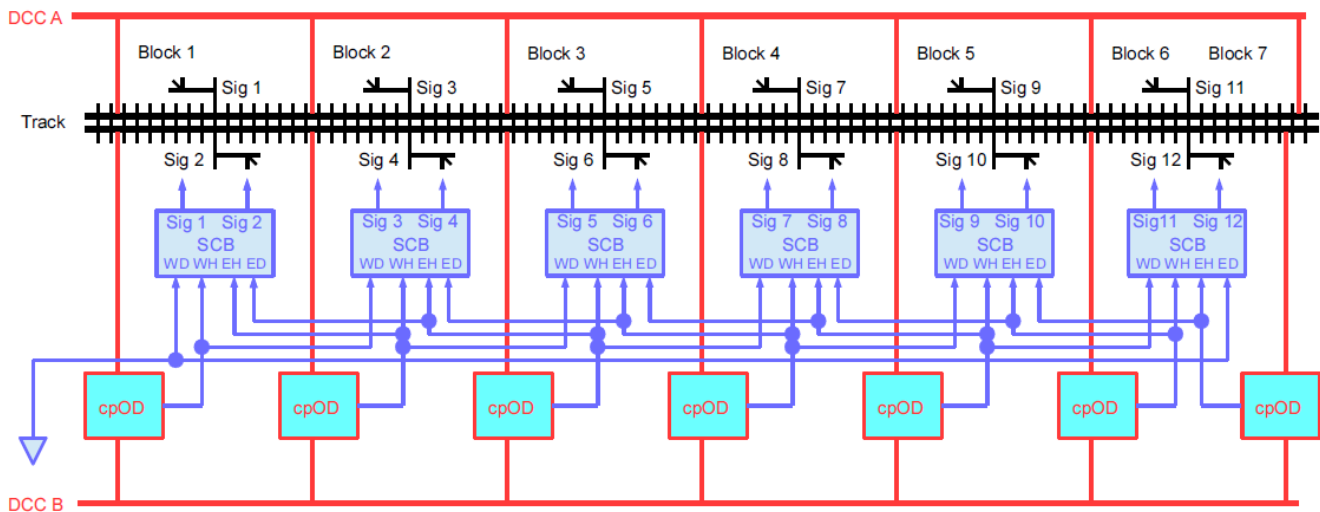 DCC A
Block 1 Block 2 Block 3 Block 4 Block 5 Block 6 Block 7
Sig 1 Sig 3 Sig 5 Sig 7 Sig 9 Sig 11
Track
Sig 2 Sig 4 Sig 6 Sig 8 Sig 10 Sig 12
Sig 1 Sig 2 Sig 3 Sig 4 Sig 5 Sig 6 Sig 7 Sig 8 Sig 9 Sig 10 Sig11 Sig 12
SCB SCB SCB SCB SCB SCB
WD WH EH ED WD WH EH ED WD WH EH ED WD WH EH ED WD WH EH ED WD WH EH ED
cpOD cpOD cpOD cpOD cpOD cpOD cpOD
DCC B